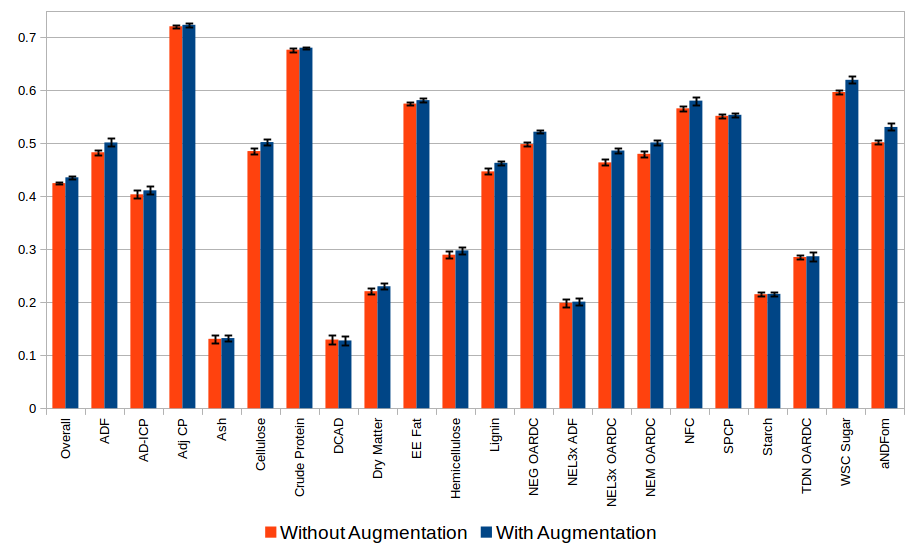 0.7
0.6
0.5
0.4
0.3
0.2
0.1
0
Overall
ADF
AD-ICP
Adj CP
Ash
Cellulose
Crude Protein
DCAD
Dry Matter
EE Fat
Hemicellulose
Lignin
NEG OARDC
NEL3x ADF
NEL3x OARDC
NEM OARDC
NFC
SPCP
Starch
TDN OARDC
WSC Sugar
aNDFom
Without Augmentation
With Augmentation